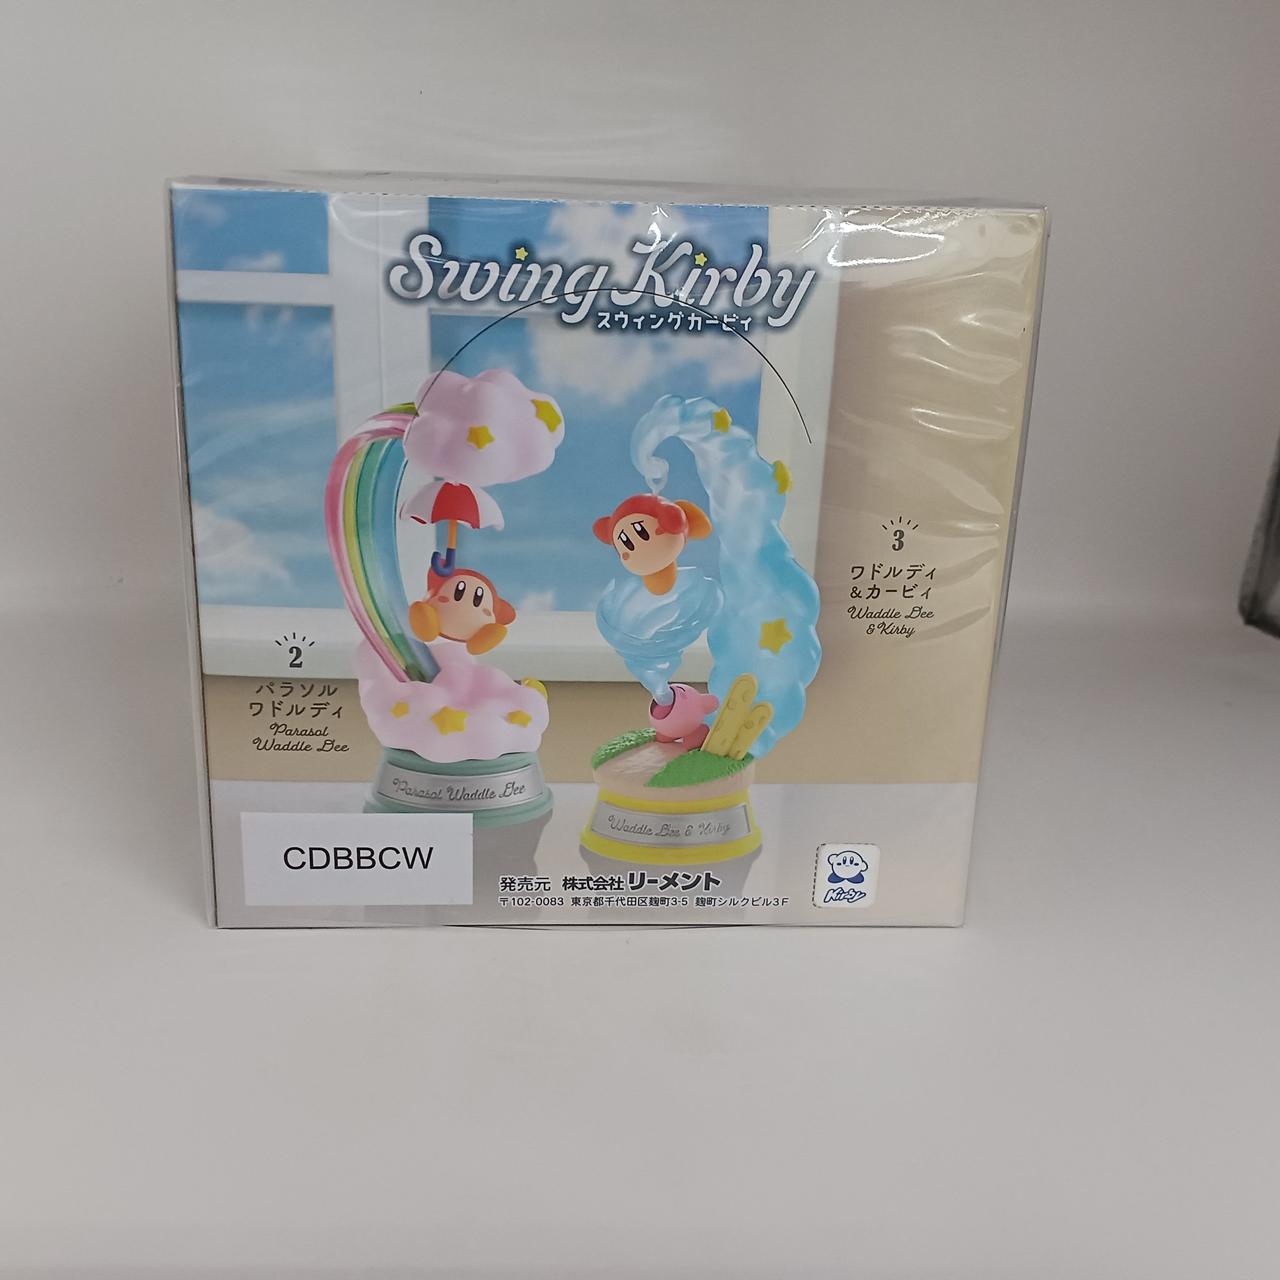 Swing Kirby
スウィングカービィ
3
ワドルディ
&カービィ
Waddle Dee
& Kirby
2
パラソル
ワドルディ
Parasol
Waddle Dee
Parasol Waddle Dee
Waddle Dee & Kirby
CDBBCW
発売元 株式会社リーメント
〒102-0083 東京都千代田区麹町3-5 麹町シルクビル3F
Kirby